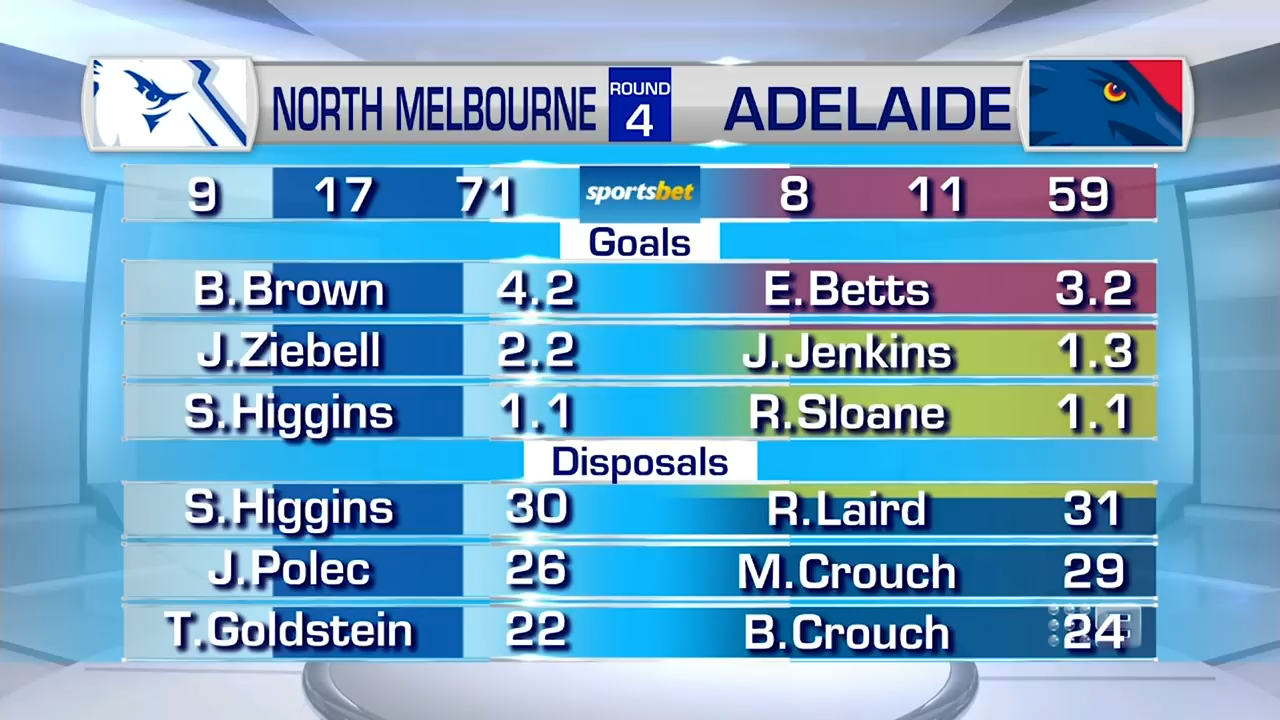 NORTH MELBOURNE ROUND 4 ADELAIDE
9 17 71 sportsbet 8 11 59
Goals
B.Brown 4.2 E.Betts 3.2
J.Ziebell 2.2 J.Jenkins 1.3
S.Higgins 1.1 R.Sloane 1.1
Disposals
S.Higgins 30 R.Laird 31
J.Polec 26 M.Crouch 29
T.Goldstein 22 B.Crouch 24